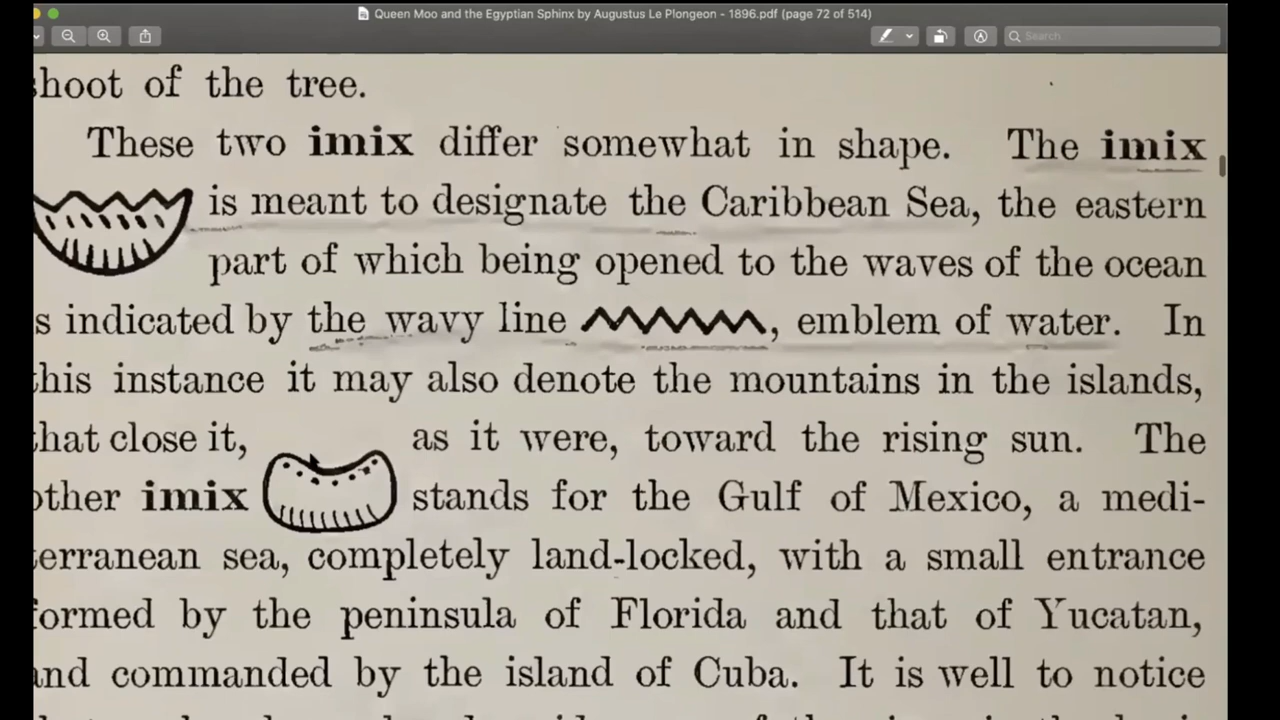 Queen Moo and the Egyptian Sphinx by Augustus Le Plongeon - 1896.pdf (page 72 of 514)
Search
shoot of the tree.
These two imix differ somewhat in shape. The imix
is meant to designate the Caribbean Sea, the eastern
part of which being opened to the waves of the ocean
s indicated by the wavy line , emblem of water. In
this instance it may also denote the mountains in the islands,
that close it, as it were, toward the rising sun. The
other imix stands for the Gulf of Mexico, a medi-
terranean sea, completely land-locked, with a small entrance
formed by the peninsula of Florida and that of Yucatan,
and commanded by the island of Cuba. It is well to notice